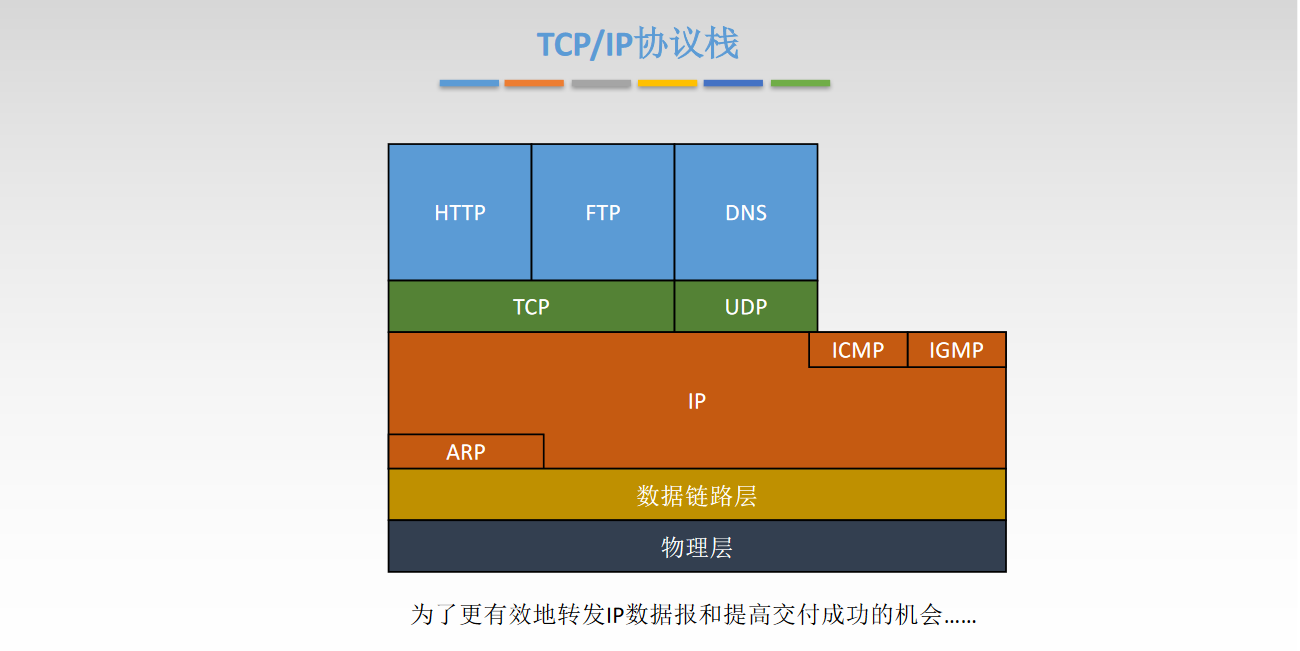 TCP/IP协议栈
HTTP
FTP
DNS
TCP
UDP
ICMP
IGMP
IP
ARP
数据链路层
物理层
为了更有效地转发IP数据报和提高交付成功的机会……